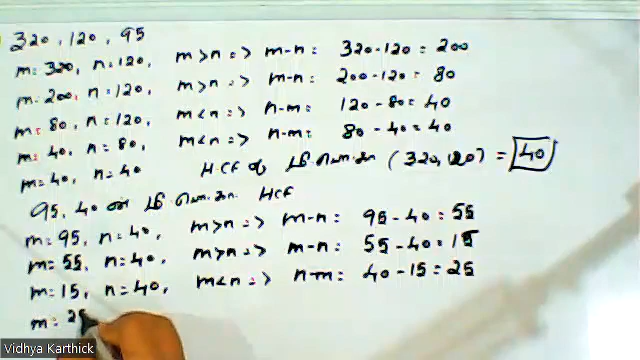 320, 120, 95
m = 320, n = 120, m > n => m-n = 320-120 = 200
m = 200, n = 120, m > n => m-n = 200-120 = 80
m = 80, n = 120, m < n => n-m = 120-80 = 40
m = 40, n = 80, m < n => n-m = 80-40 = 40
m = 40, n = 40 HCF (320, 120) = 40
95, 40 ன் HCF
m = 95, n = 40, m > n => m-n = 95-40 = 55
m = 55, n = 40, m > n => m-n = 55-40 = 15
m = 15, n = 40, m < n => n-m = 40-15 = 25
m = 25
Vidhya Karthick